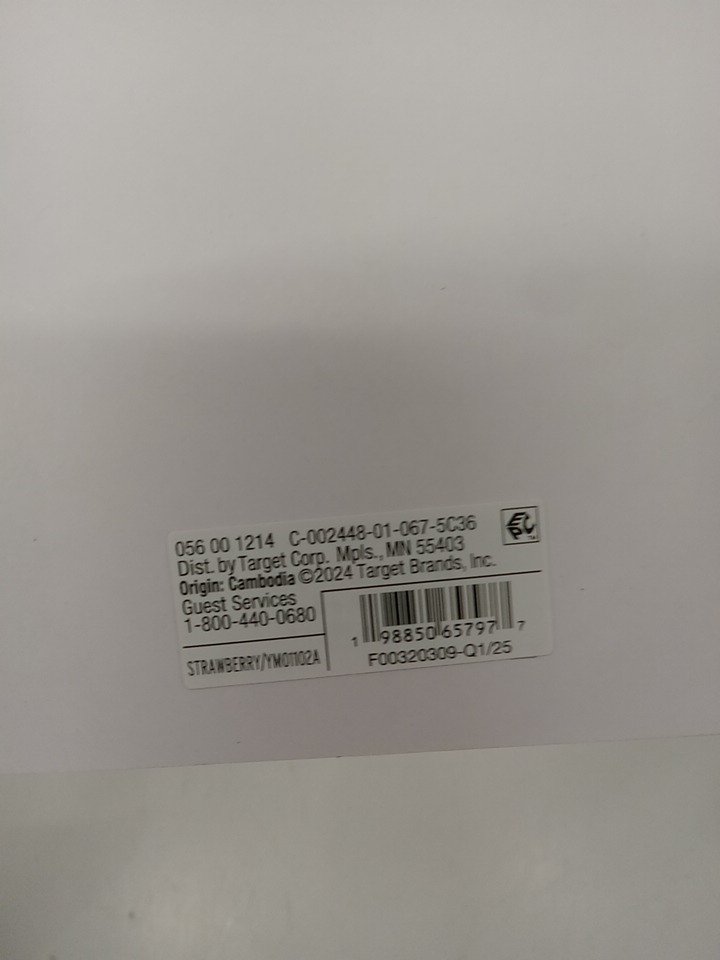 056 00 1214 C-002448-01-067-5C36
Dist. by Target Corp. Mpls., MN 55403
Origin: Cambodia ©2024 Target Brands, Inc.
Guest Services
1-800-440-0680
STRAWBERRY/YM01102A
1 98850 65797 7
F00320309-Q1/25
EPC™